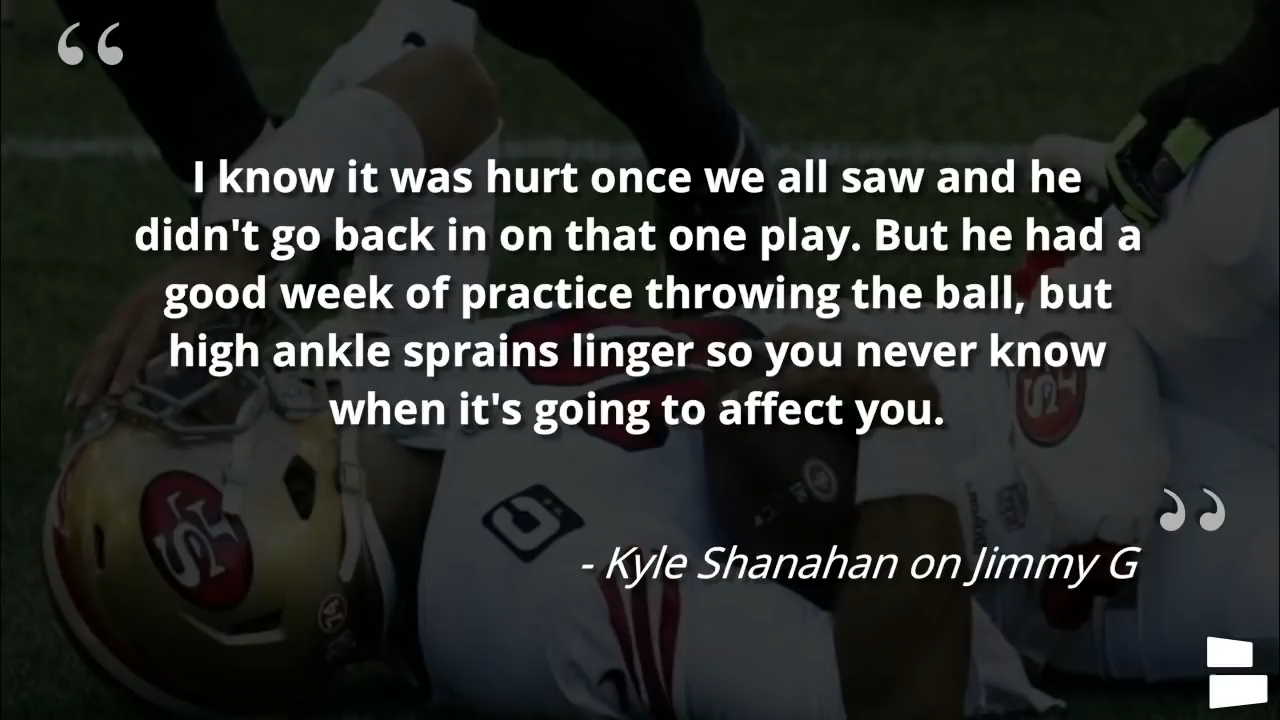 I know it was hurt once we all saw and he
didn't go back in on that one play. But he had a
good week of practice throwing the ball, but
high ankle sprains linger so you never know
when it's going to affect you.
- Kyle Shanahan on Jimmy G
SF
SF
C